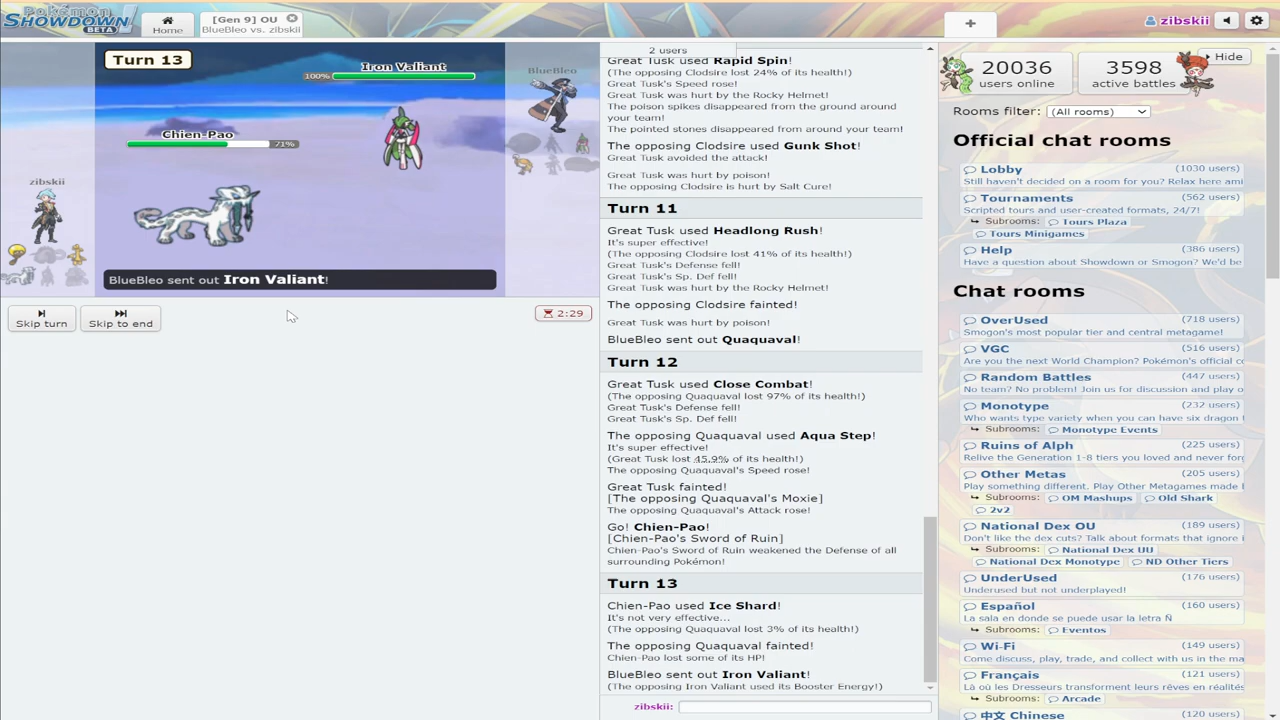 Pokémon
SHOWDOWN!
BETA
Home
[Gen 9] OU
BlueBleo vs. zibskii
+
zibskii
Turn 13
Iron Valiant
100%
Chien-Pao
71%
BlueBleo
zibskii
BlueBleo sent out Iron Valiant!
Skip turn
Skip to end
2:29
2 users
Great Tusk used Rapid Spin!
(The opposing Clodsire lost 24% of its health!)
Great Tusk's Speed rose!
Great Tusk was hurt by the Rocky Helmet!
The poison spikes disappeared from the ground around
your team!
The pointed stones disappeared from around your team!
The opposing Clodsire used Gunk Shot!
Great Tusk avoided the attack!
Great Tusk was hurt by poison!
The opposing Clodsire is hurt by Salt Cure!
Turn 11
Great Tusk used Headlong Rush!
It's super effective!
(The opposing Clodsire lost 41% of its health!)
Great Tusk's Defense fell!
Great Tusk's Sp. Def fell!
Great Tusk was hurt by the Rocky Helmet!
The opposing Clodsire fainted!
Great Tusk was hurt by poison!
BlueBleo sent out Quaquaval!
Turn 12
Great Tusk used Close Combat!
(The opposing Quaquaval lost 97% of its health!)
Great Tusk's Defense fell!
Great Tusk's Sp. Def fell!
The opposing Quaquaval used Aqua Step!
It's super effective!
(Great Tusk lost 45.9% of its health!)
The opposing Quaquaval's Speed rose!
Great Tusk fainted!
[The opposing Quaquaval's Moxie]
The opposing Quaquaval's Attack rose!
Go! Chien-Pao!
[Chien-Pao's Sword of Ruin]
Chien-Pao's Sword of Ruin weakened the Defense of all
surrounding Pokémon!
Turn 13
Chien-Pao used Ice Shard!
It's not very effective...
(The opposing Quaquaval lost 3% of its health!)
The opposing Quaquaval fainted!
Chien-Pao lost some of its HP!
BlueBleo sent out Iron Valiant!
(The opposing Iron Valiant used its Booster Energy!)
zibskii:
20036
users online
3598
active battles
Hide
Rooms filter: (All rooms)
Official chat rooms
Lobby (1030 users)
Still haven't decided on a room for you? Relax here ami
Tournaments (562 users)
Scripted tours and user-created formats, 24/7!
Subrooms: Tours Plaza
Tours Minigames
Help (386 users)
Have a question about Showdown or Smogon? We'd be
Chat rooms
OverUsed (718 users)
Smogon's most popular tier and central metagame!
VGC (516 users)
Are you the next World Champion? Pokémon's official c
Random Battles (447 users)
No team? No problem! Join us for discussion and play o
Monotype (232 users)
Who wants type variety when you can have six dragon t
Subrooms: Monotype Events
Ruins of Alph (225 users)
Relive the Generation 1-8 tiers you loved and never forg
Other Metas (205 users)
Play something different. Play Other Metagames made b
Subrooms: OM Mashups Old Shark
2v2
National Dex OU (189 users)
Don't like the dex cuts? Talk about formats that ignore i
Subrooms: National Dex UU
National Dex Monotype ND Other Tiers
UnderUsed (176 users)
Underused but not underplayed!
Español (160 users)
La sala en donde se puede usar la letra Ñ
Subrooms: Eventos
Wi-Fi (149 users)
Come discuss, play, trade, and collect with us in the ma
Français (121 users)
Là où les Dresseurs transforment leurs rêves en réalités
Subrooms: Arcade
中文 Chinese (120 users)